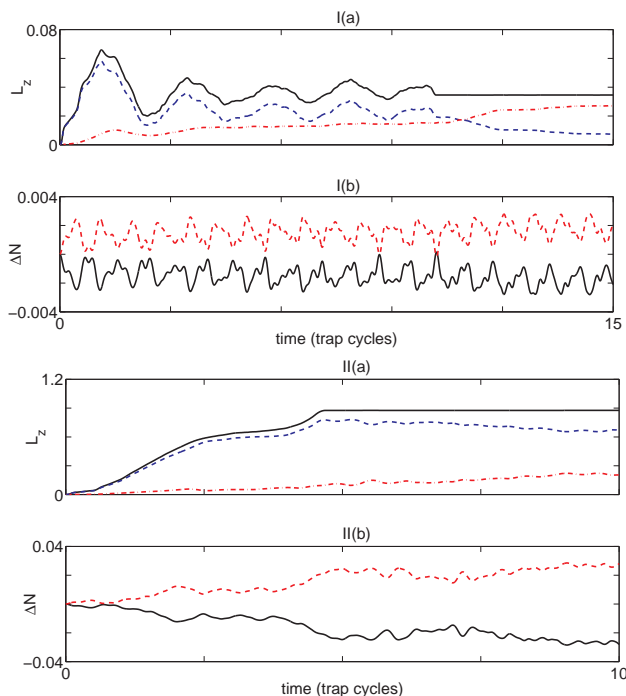 I(a)
0.08
L_z
0
I(b)
0.004
ΔN
−0.004
0
15
time (trap cycles)
II(a)
1.2
L_z
0
II(b)
0.04
ΔN
−0.04
0
10
time (trap cycles)